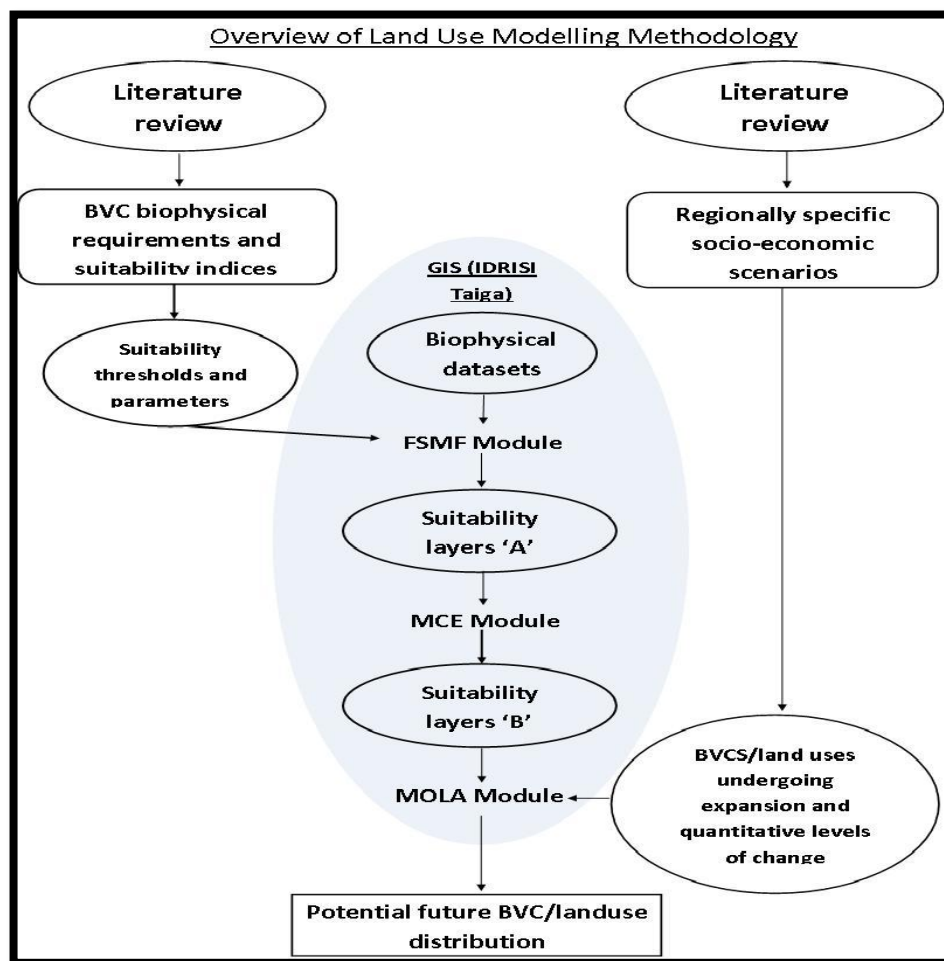 Overview of Land Use Modelling Methodology
Literature
review
BVC biophysical
requirements and
suitability indices
Suitability
thresholds and
parameters
GIS (IDRISI
Taiga)
Biophysical
datasets
FSMF Module
Suitability
layers ‘A’
MCE Module
Suitability
layers ‘B’
MOLA Module
Literature
review
Regionally specific
socio-economic
scenarios
BVCS/land uses
undergoing
expansion and
quantitative levels
of change
Potential future BVC/landuse
distribution